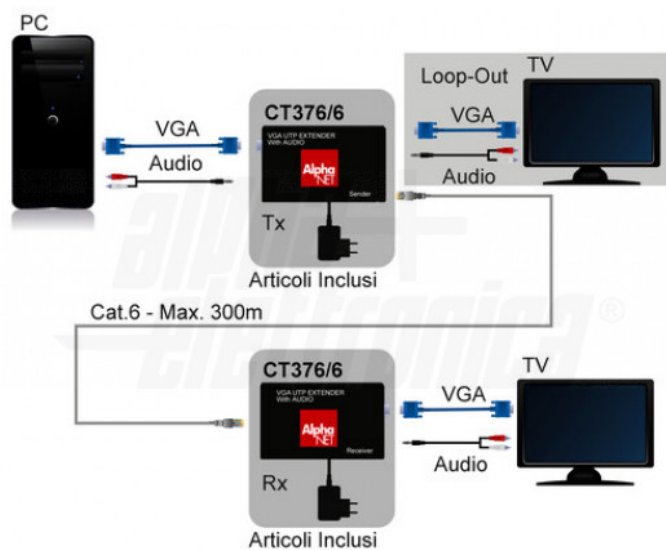 PC
TV
Loop-Out
CT376/6
VGA
VGA
VGA UTP EXTENDER
With AUDIO
Audio
Alpha
NET
Audio
Sender
Tx
Articoli Inclusi
alpha
elettronica®
Cat.6 - Max. 300m
CT376/6
TV
VGA UTP EXTENDER
With AUDIO
VGA
Alpha
NET
Receiver
Audio
Rx
Articoli Inclusi